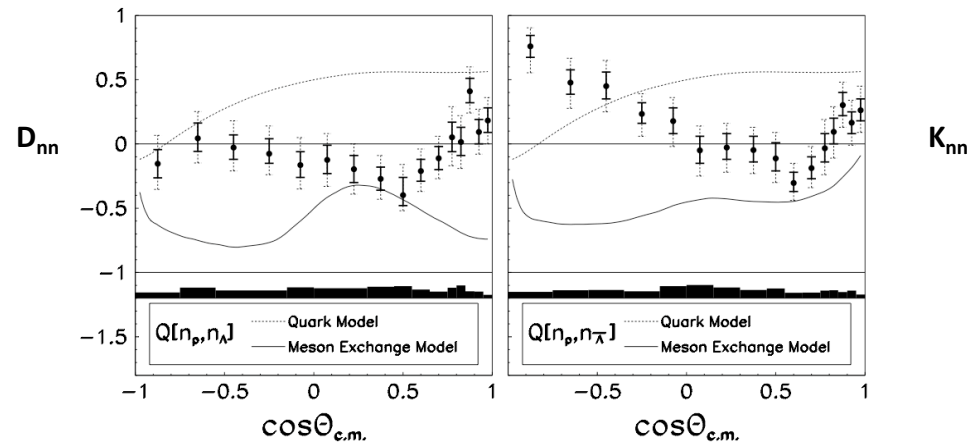 1
0.5
0
−0.5
−1
−1.5
D_nn
K_nn
Q[n_p,n_Λ]
Quark Model
Meson Exchange Model
Q[n_p,n_Λ̅]
Quark Model
Meson Exchange Model
−1 −0.5 0 0.5 1
−0.5 0 0.5 1
cosΘ_c.m.
cosΘ_c.m.